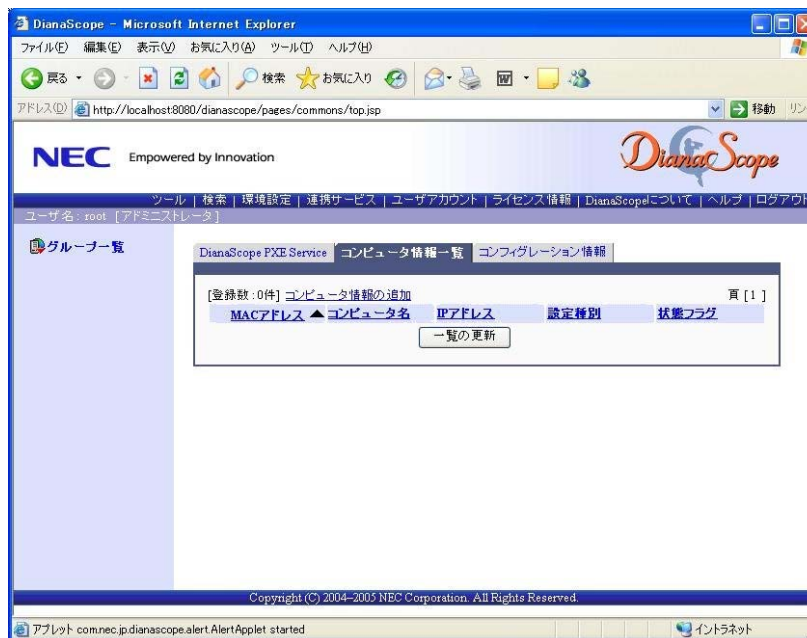 DianaScope - Microsoft Internet Explorer
ファイル(F) 編集(E) 表示(V) お気に入り(A) ツール(T) ヘルプ(H)
戻る 検索 お気に入り
アドレス(D) http://localhost:8080/dianascope/pages/commons/top.jsp 移動 リン
NEC Empowered by Innovation DianaScope
ツール | 検索 | 環境設定 | 連携サービス | ユーザアカウント | ライセンス情報 | DianaScopeについて | ヘルプ | ログアウト
ユーザ名 : root [アドミニストレータ]
グループ一覧
DianaScope PXE Service コンピュータ情報一覧 コンフィグレーション情報
[登録数 : 0件] コンピュータ情報の追加 頁 [ 1 ]
MACアドレス ▲ コンピュータ名 IPアドレス 設定種別 状態フラグ
一覧の更新
Copyright (C) 2004-2005 NEC Corporation. All Rights Reserved.
アプレット com.nec.jp.dianascope.alert.AlertApplet started イントラネット